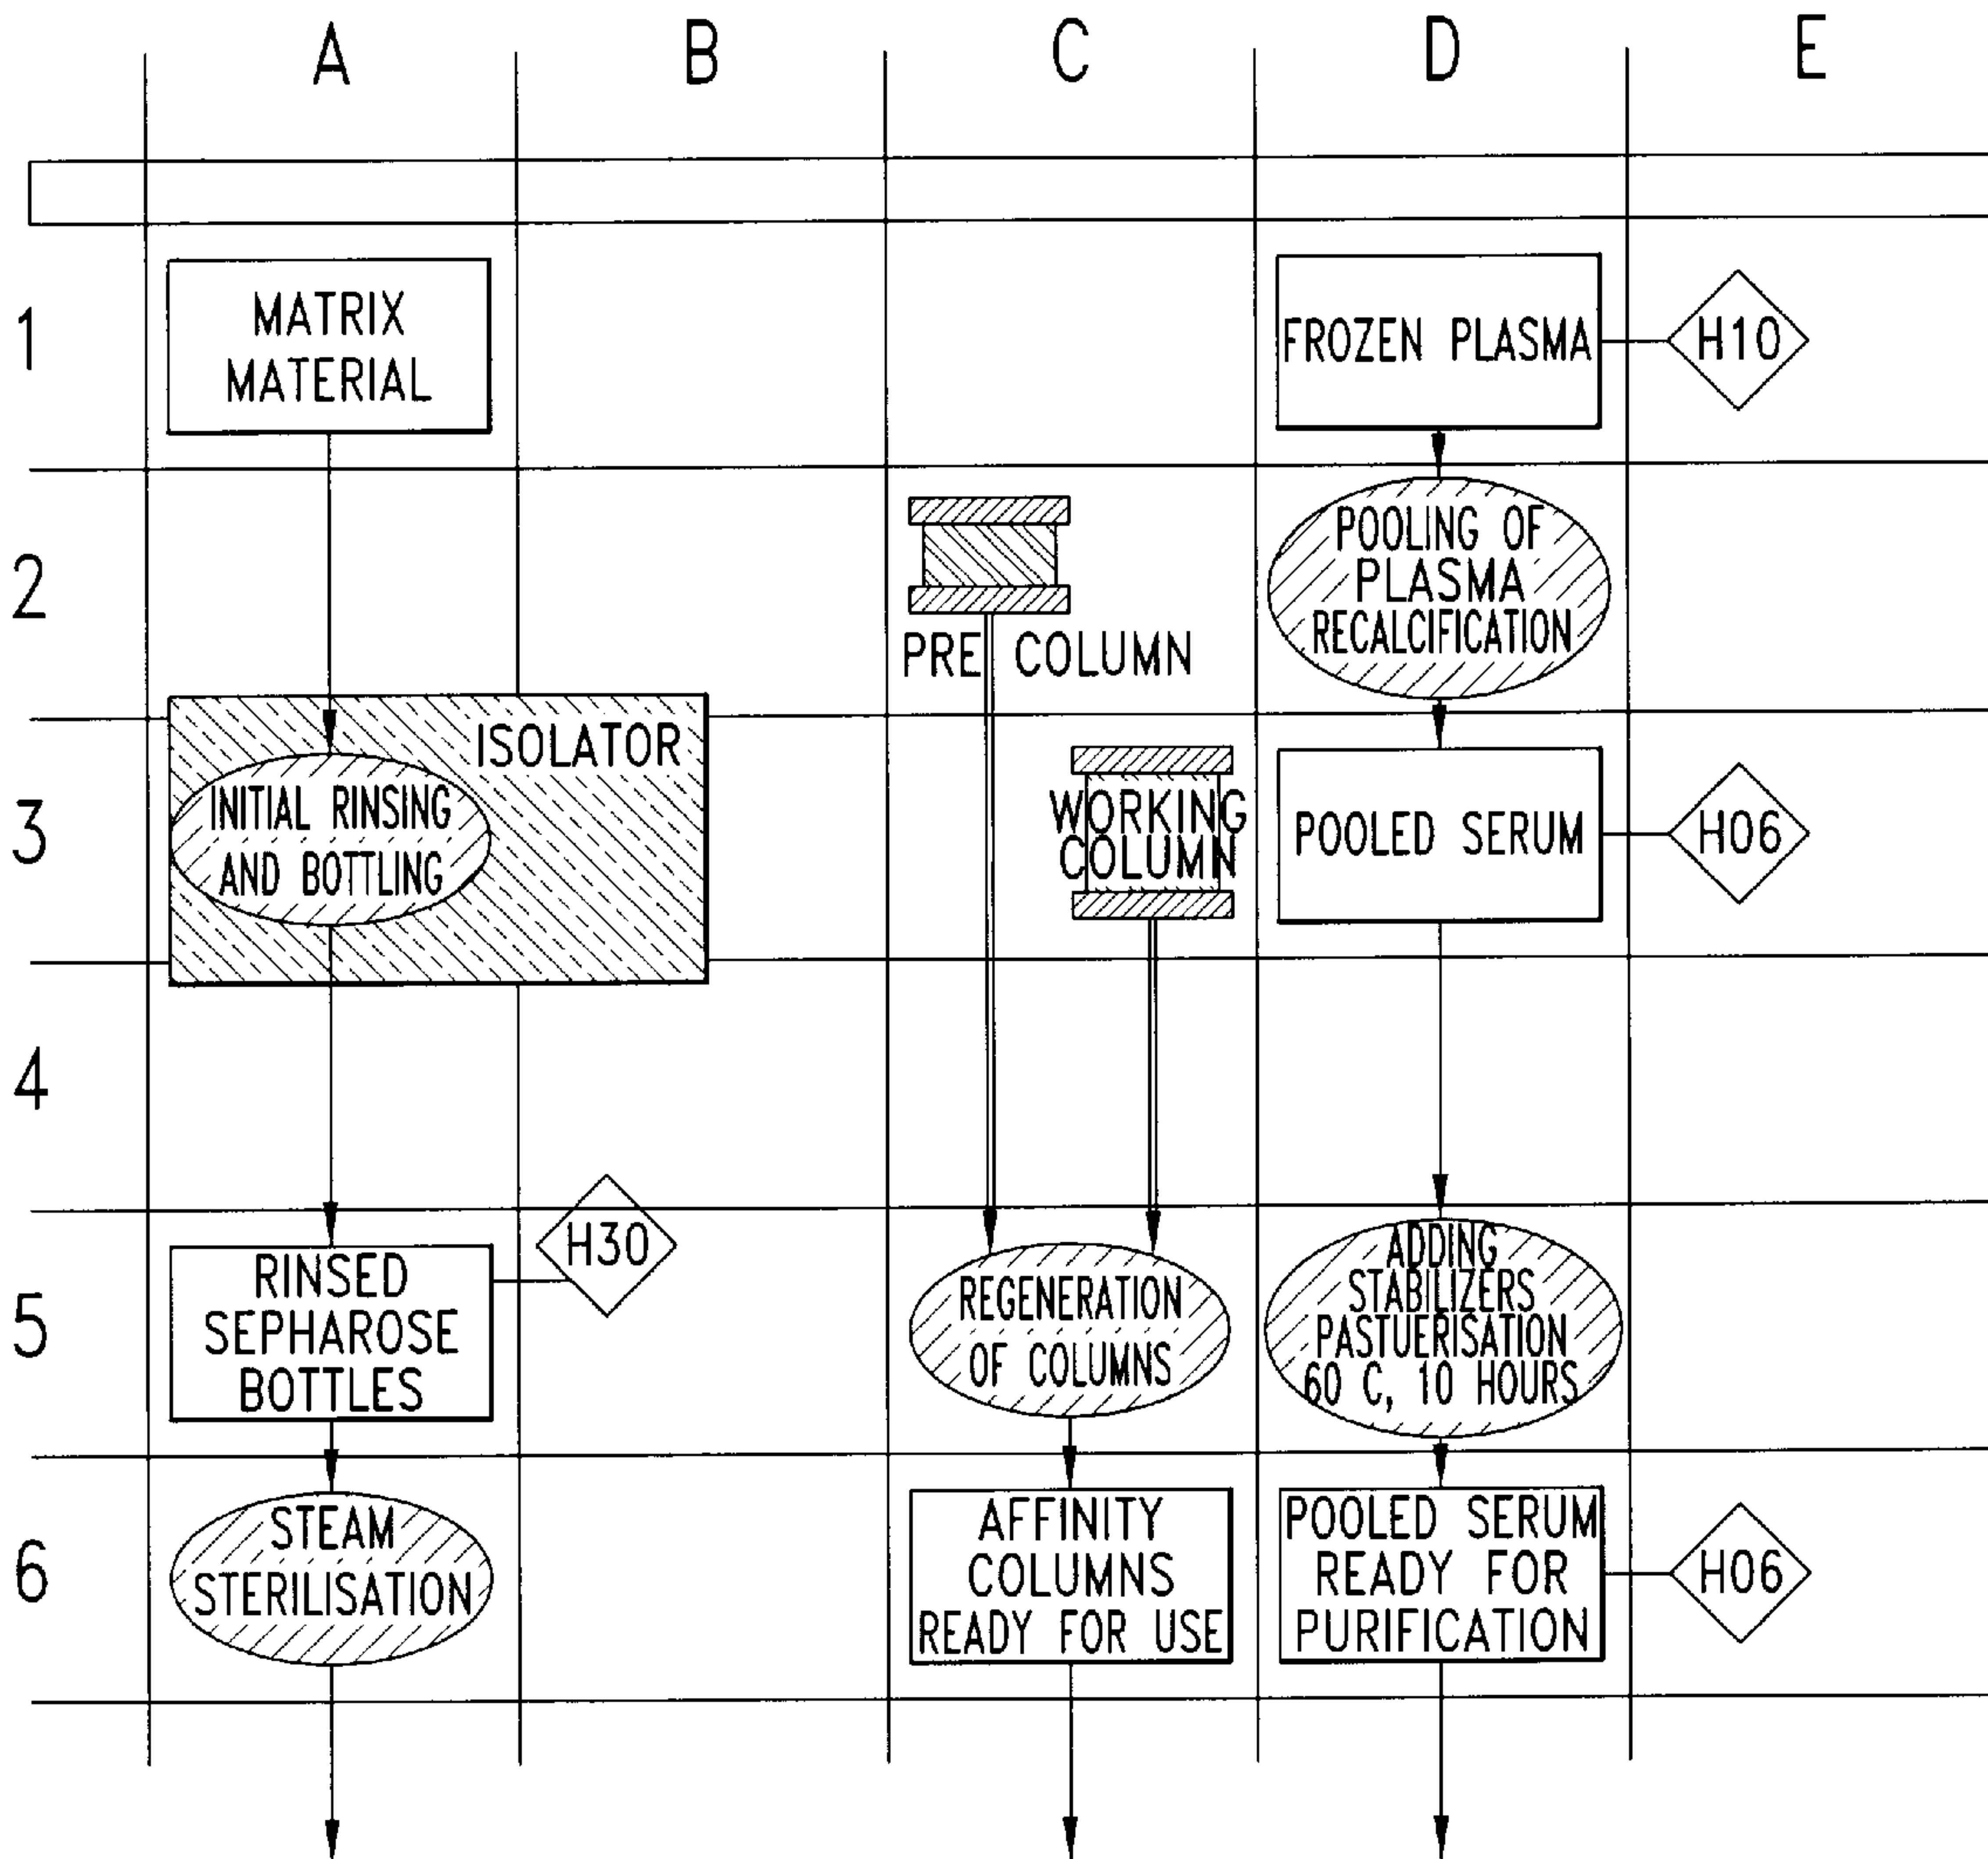 A B C D E
1
MATRIX
MATERIAL
FROZEN PLASMA
H10
2
PRE COLUMN
POOLING OF
PLASMA
RECALCIFICATION
3
ISOLATOR
INITIAL RINSING
AND BOTTLING
WORKING
COLUMN
POOLED SERUM
H06
4
5
RINSED
SEPHAROSE
BOTTLES
H30
REGENERATION
OF COLUMNS
ADDING
STABILIZERS
PASTUERISATION
60 C, 10 HOURS
6
STEAM
STERILISATION
AFFINITY
COLUMNS
READY FOR USE
POOLED SERUM
READY FOR
PURIFICATION
H06